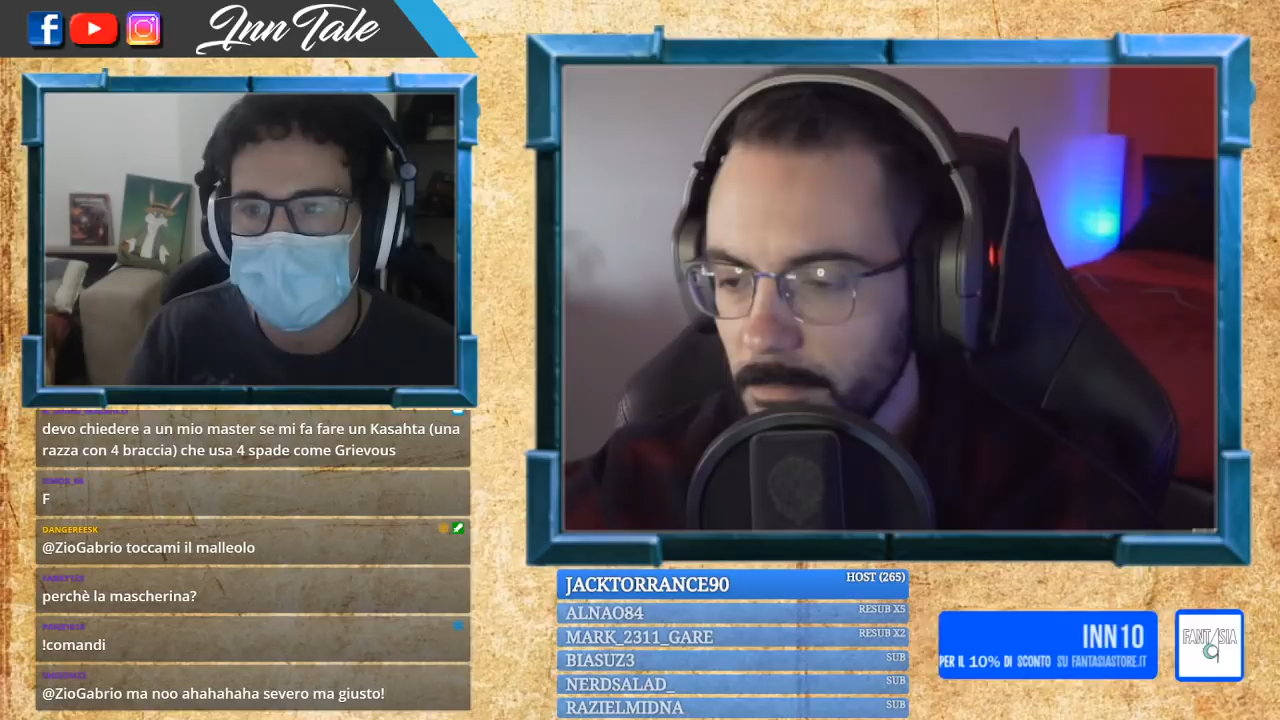 Inn Tale
devo chiedere a un mio master se mi fa fare un Kasahta (una
razza con 4 braccia) che usa 4 spade come Grievous
F
DANGEREESK
@ZioGabrio toccami il malleolo
perchè la mascherina?
!comandi
@ZioGabrio ma noo ahahahaha severo ma giusto!
JACKTORRANCE90 HOST (265)
ALNAO84 RESUB X5
MARK_2311_GARE RESUB X2
BIASUZ3 SUB
NERDSALAD_ SUB
RAZIELMIDNA SUB
INN10
PER IL 10% DI SCONTO SU FANTASIASTORE.IT
FANTASIA